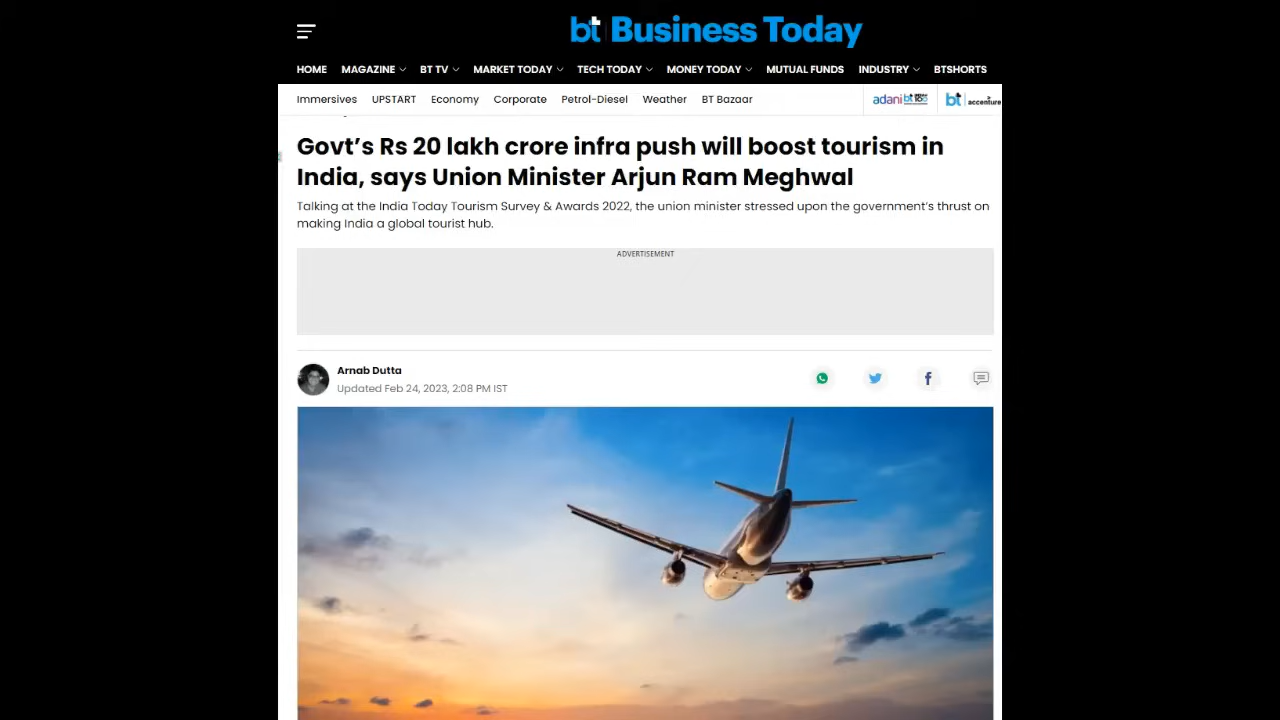 bt Business Today
HOME MAGAZINE BT TV MARKET TODAY TECH TODAY MONEY TODAY MUTUAL FUNDS INDUSTRY BTSHORTS
Immersives UPSTART Economy Corporate Petrol-Diesel Weather BT Bazaar adani bt bt accenture
Govt’s Rs 20 lakh crore infra push will boost tourism in
India, says Union Minister Arjun Ram Meghwal
Talking at the India Today Tourism Survey & Awards 2022, the union minister stressed upon the government’s thrust on
making India a global tourist hub.
ADVERTISEMENT
Arnab Dutta
Updated Feb 24, 2023, 2:08 PM IST